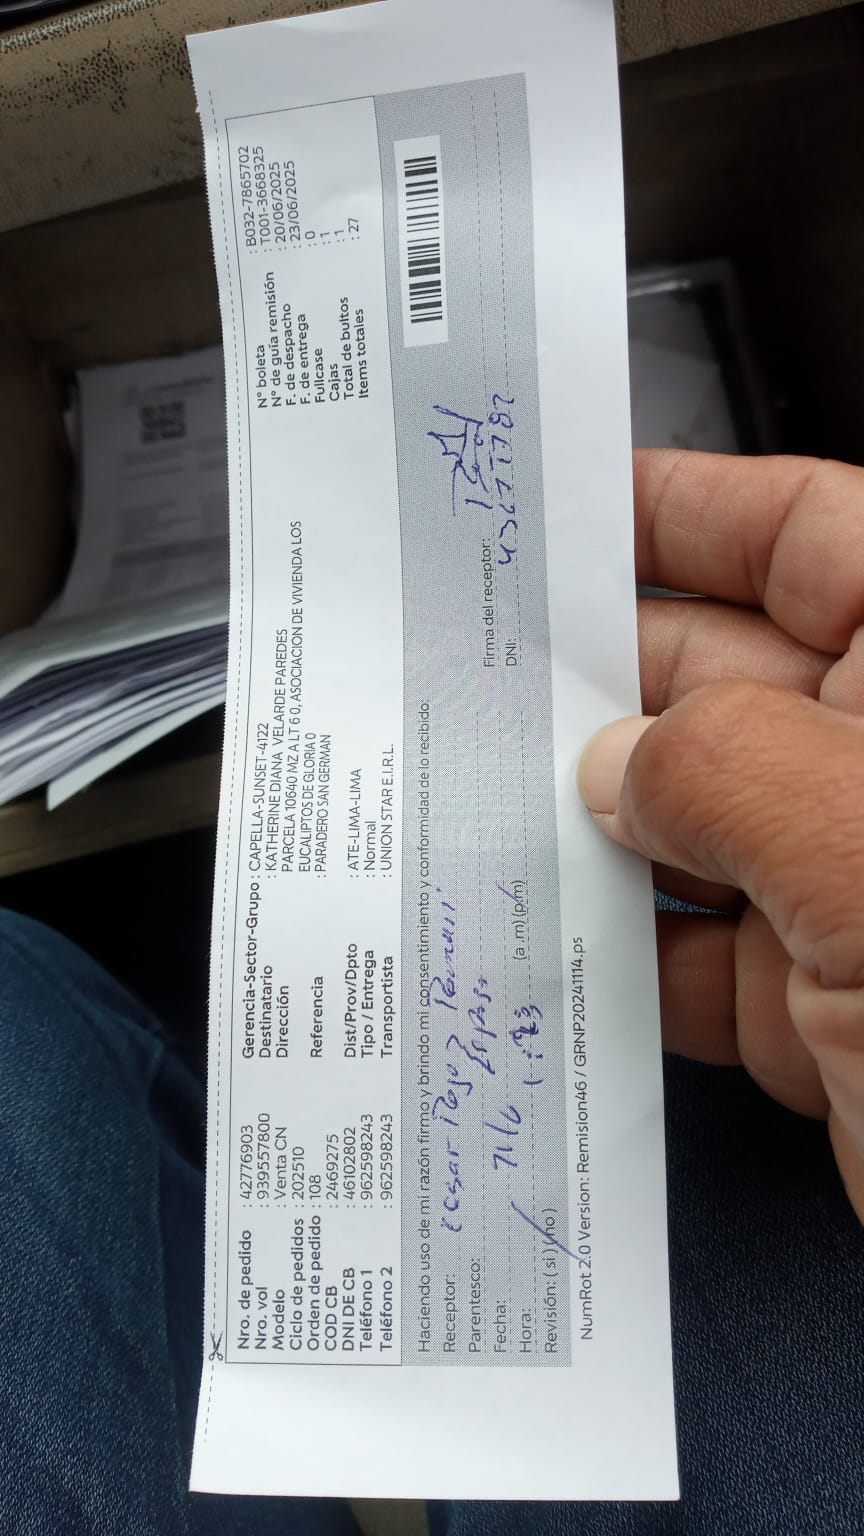 Nro. de pedido : 42776903
Nro. vol : 939557800
Modelo : Venta CN
Ciclo de pedidos : 202510
Orden de pedido : 108
COD CB : 2469275
DNI DE CB : 46102802
Teléfono 1 : 962598243
Teléfono 2 : 962598243
Gerencia-Sector-Grupo : CAPELLA-SUNSET-4122
Destinatario : KATHERINE DIANA VELARDE PAREDES
Dirección PARCELA 10640 MZ A LT 6 0, ASOCIACION DE VIVIENDA LOS
EUCALIPTOS DE GLORIA 0
Referencia : PARADERO SAN GERMAN
Dist/Prov/Dpto : ATE-LIMA-LIMA
Tipo / Entrega : Normal
Transportista : UNION STAR E.I.R.L.
N° boleta : B032-7865702
N° de guía remisión : T001-3668325
F. de despacho : 20/06/2025
F. de entrega : 23/06/2025
Fullcase : 0
Cajas : 1
Total de bultos : 1
Items totales : 27
Haciendo uso de mi razón firmo y brindo mi consentimiento y conformidad de lo recibido:
Receptor: Cesar
Parentesco:
Fecha:
Hora: (a .m) (p.m)
Revisión: ( si ) ( no )
Firma del receptor:
DNI:
NumRot 2.0 Version: Remision46 / GRNP20241114.ps